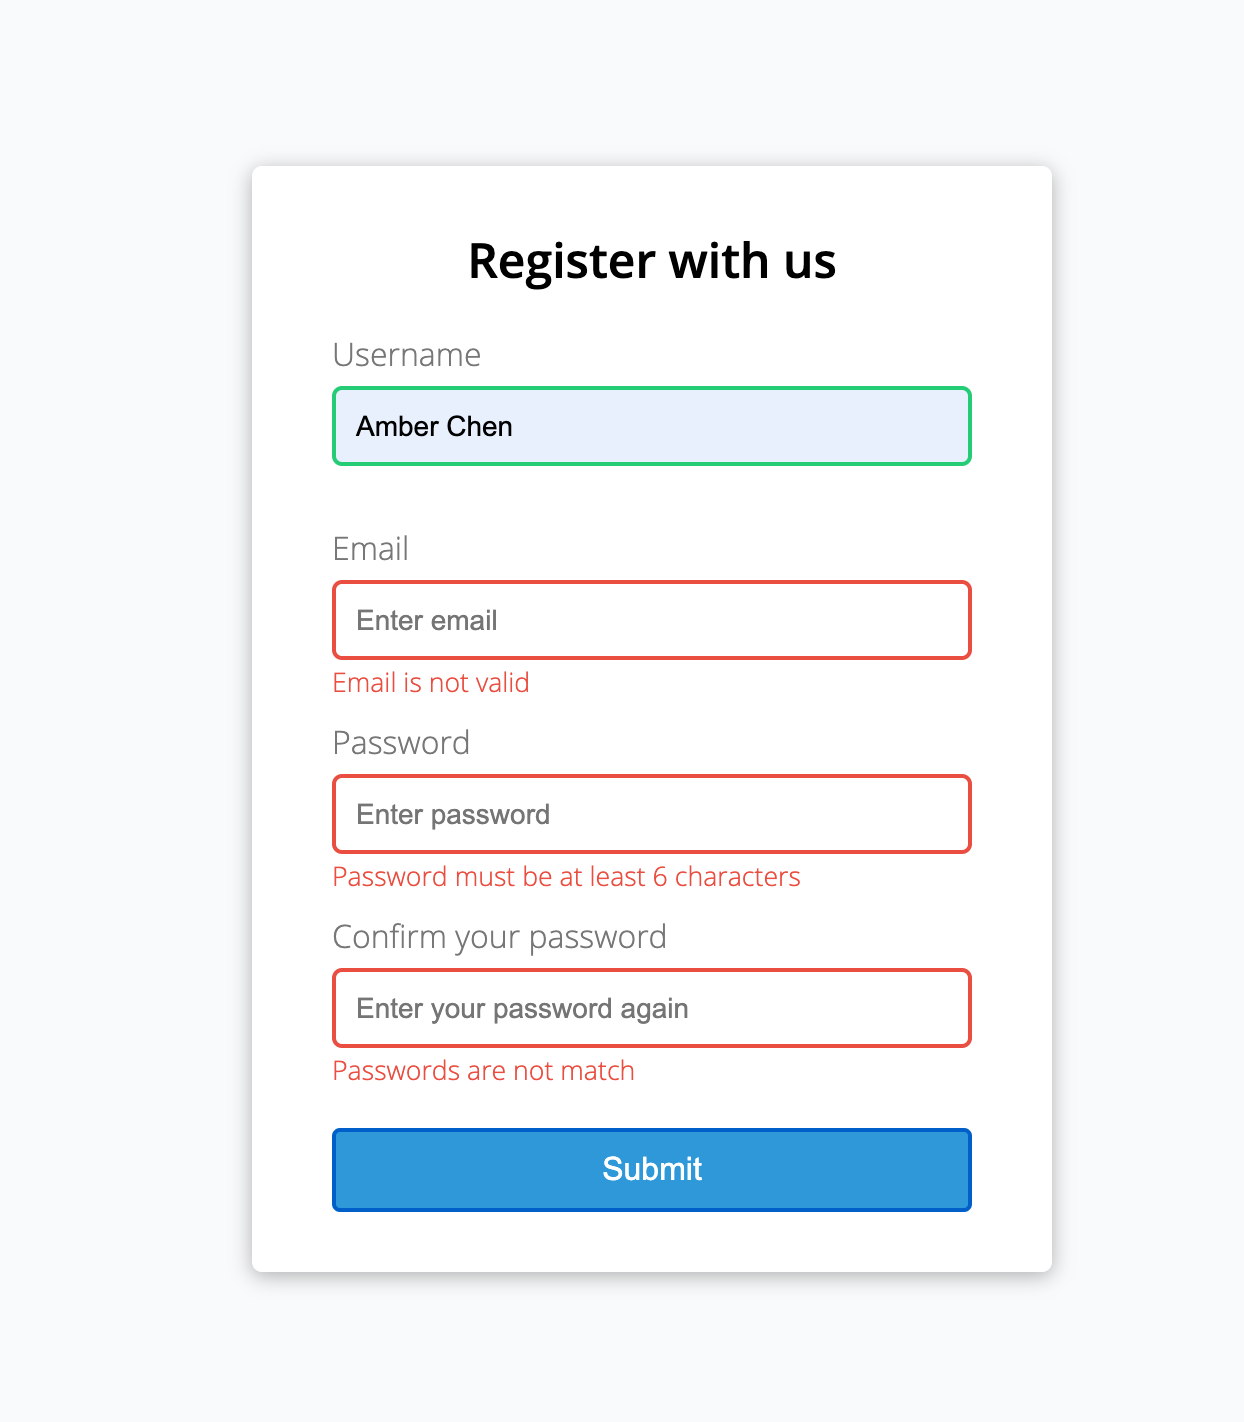 Register with us
Username
Amber Chen
Email
Enter email
Email is not valid
Password
Enter password
Password must be at least 6 characters
Confirm your password
Enter your password again
Passwords are not match
Submit